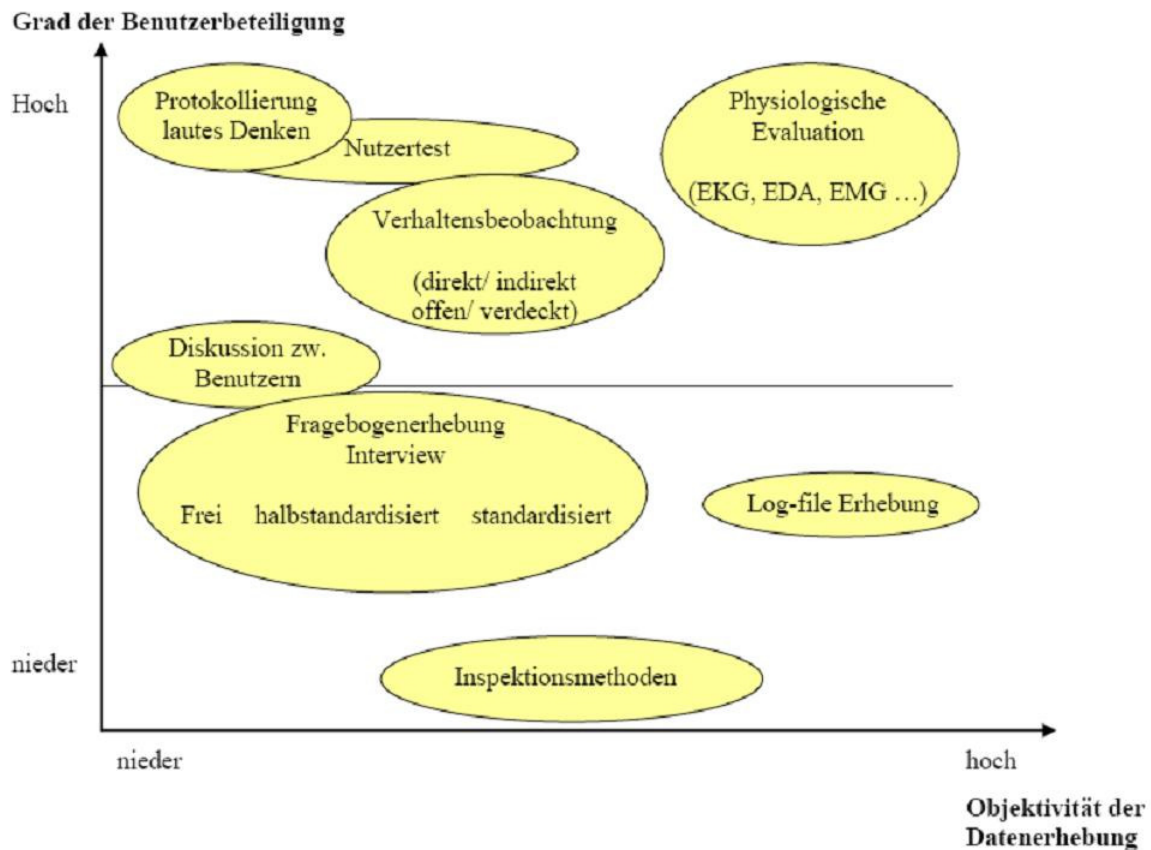 Grad der Benutzerbeteiligung
Hoch
Protokollierung
lautes Denken
Nutzertest
Physiologische
Evaluation
(EKG, EDA, EMG …)
Verhaltensbeobachtung
(direkt/ indirekt
offen/ verdeckt)
Diskussion zw.
Benutzern
Fragebogenerhebung
Interview
Frei halbstandardisiert standardisiert
Log-file Erhebung
nieder
Inspektionsmethoden
nieder hoch
Objektivität der
Datenerhebung